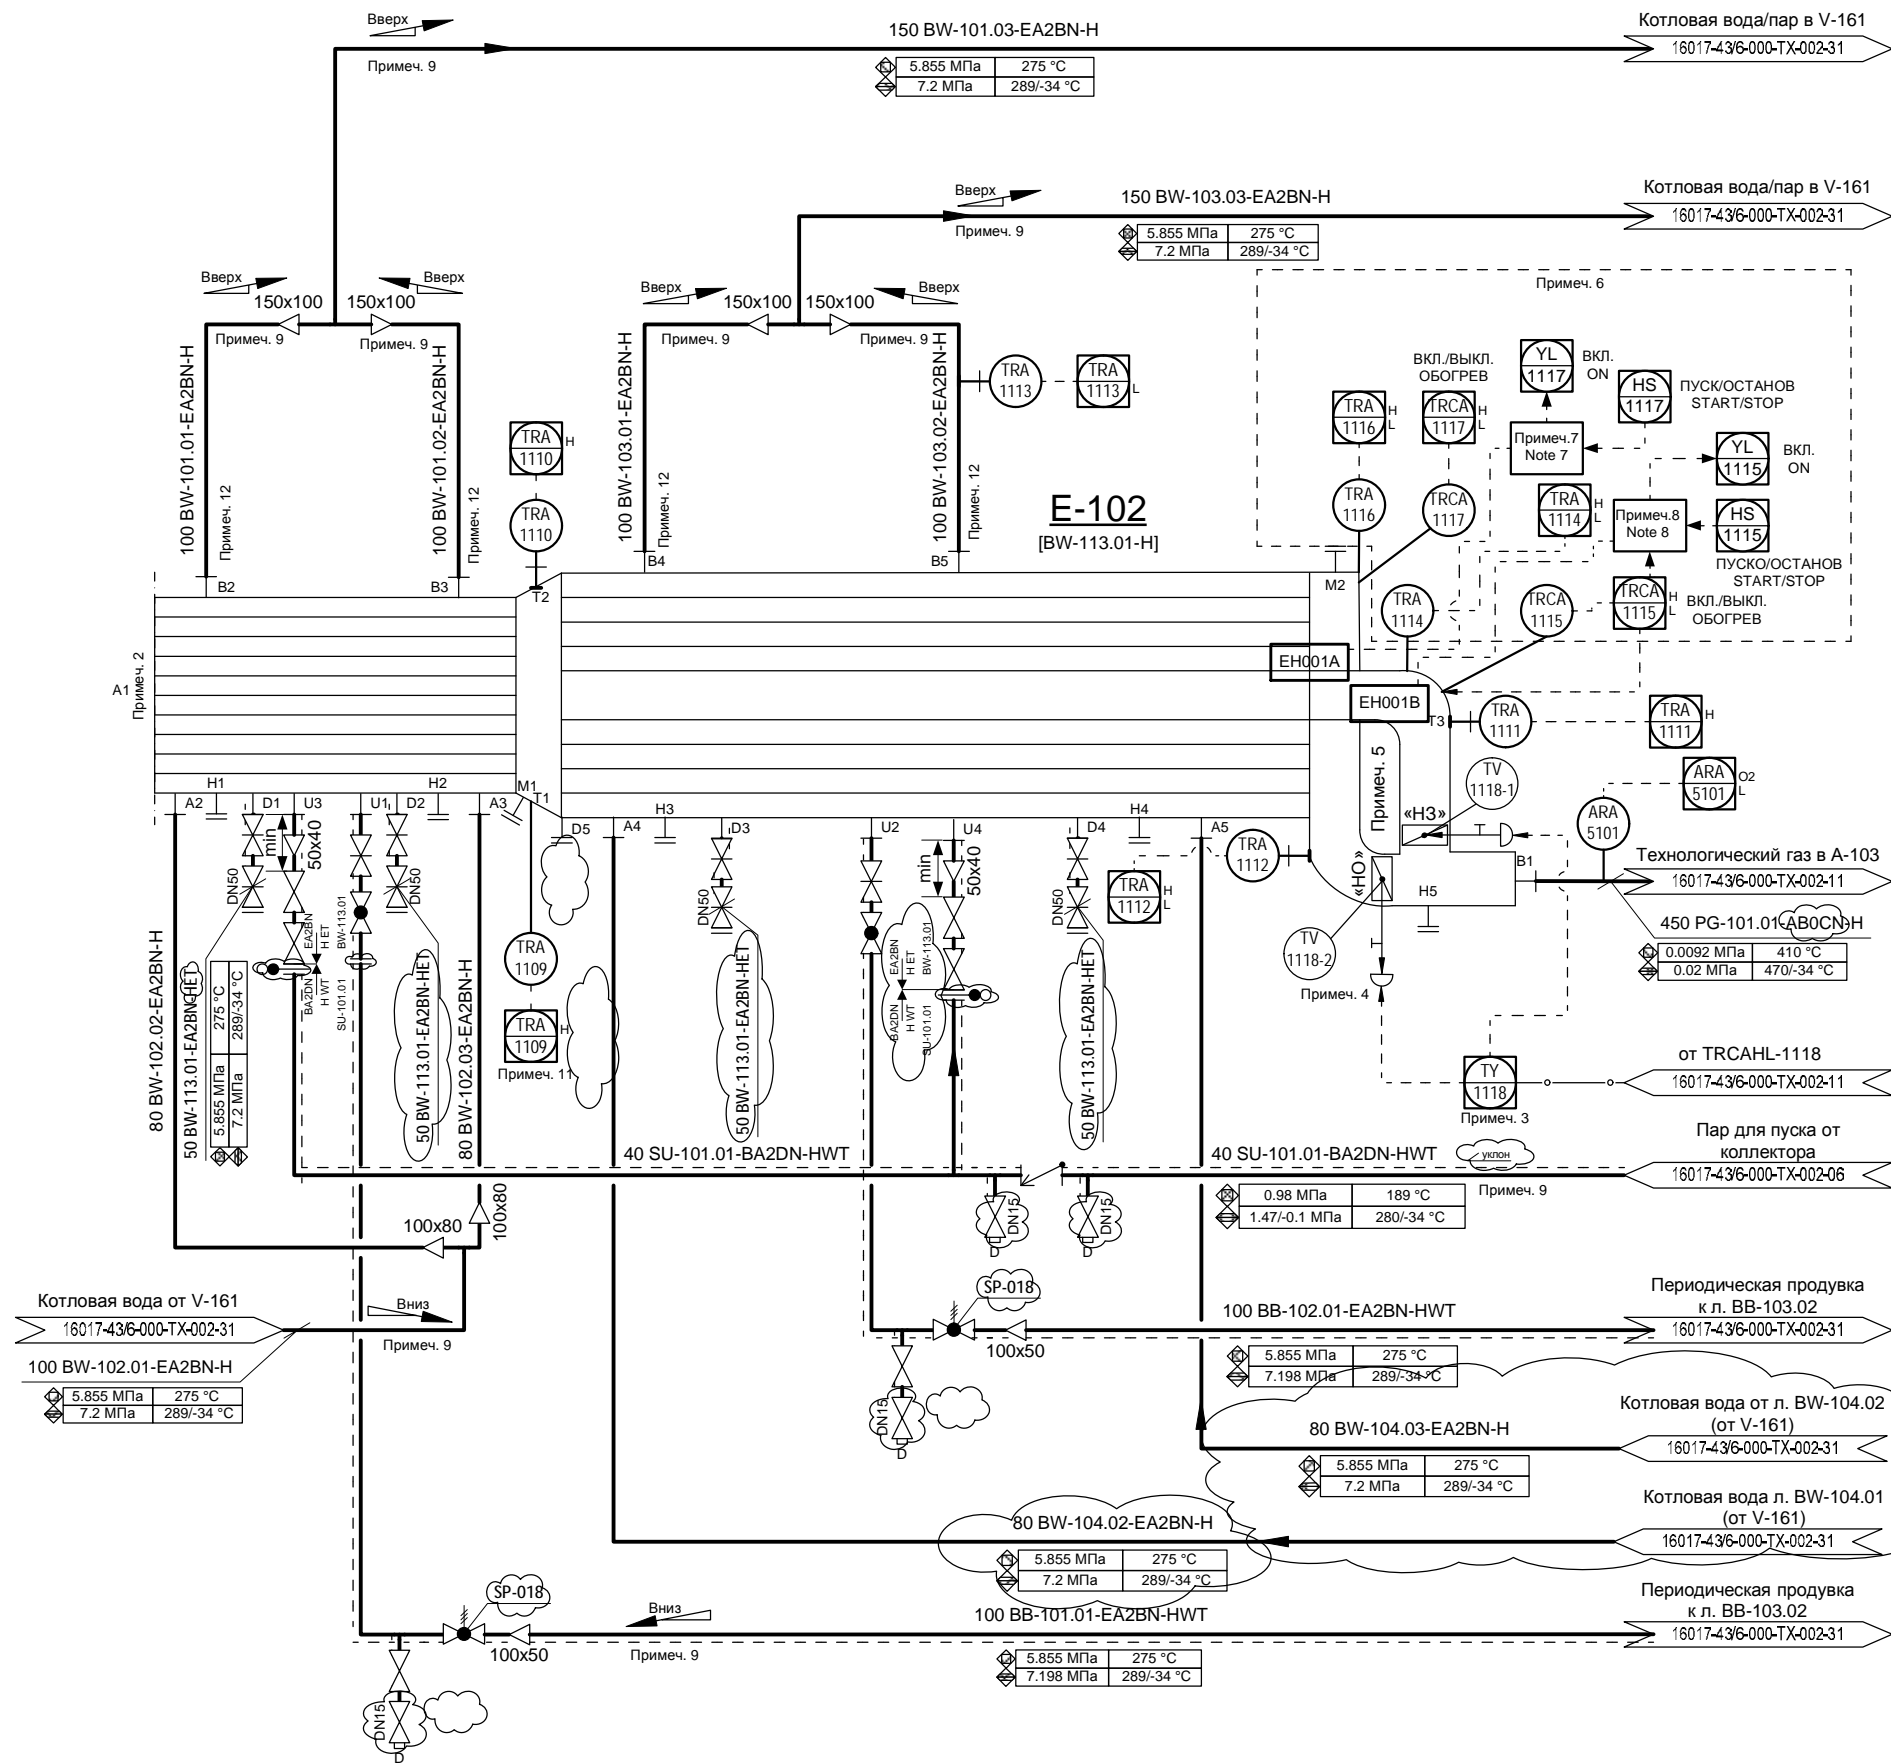 Вверх
Примеч. 9
150 BW-101.03-EA2BN-H
5.855 МПа 275 °C
7.2 МПа 289/-34 °C
Котловая вода/пар в V-161
16017-43/6-000-TX-002-31
Вверх
Примеч. 9
150 BW-103.03-EA2BN-H
5.855 МПа 275 °C
7.2 МПа 289/-34 °C
Котловая вода/пар в V-161
16017-43/6-000-TX-002-31
Вверх
Вверх
150x100
150x100
Примеч. 9
Примеч. 9
100 BW-101.01-EA2BN-H
Примеч. 12
100 BW-101.02-EA2BN-H
Примеч. 12
B2
B3
Вверх
Вверх
150x100
150x100
Примеч. 9
Примеч. 9
100 BW-103.01-EA2BN-H
Примеч. 12
100 BW-103.02-EA2BN-H
Примеч. 12
B4
B5
TRA
1113
TRA
1113
L
TRA
1110
H
TRA
1110
T2
E-102
[BW-113.01-H]
Примеч. 6
ВКЛ./ВЫКЛ.
ОБОГРЕВ
YL
1117
ВКЛ.
ON
HS
1117
ПУСК/ОСТАНОВ
START/STOP
TRA
1116
H
L
TRCA
1117
H
L
Примеч.7
Note 7
YL
1115
ВКЛ.
ON
TRA
1116
TRCA
1117
TRA
1114
H
L
Примеч.8
Note 8
HS
1115
ПУСКО/ОСТАНОВ
START/STOP
M2
TRA
1114
TRCA
1115
TRCA
1115
H
L
ВКЛ./ВЫКЛ.
ОБОГРЕВ
EH001A
EH001B
T3
TRA
1111
TRA
1111
H
A1
Примеч. 2
Примеч. 5
TV
1118-1
«НЗ»
«НО»
TV
1118-2
Примеч. 4
ARA
5101
O2
L
ARA
5101
B1
H5
Технологический газ в А-103
16017-43/6-000-TX-002-11
450 PG-101.01-AB0CN-H
0.0092 МПа 410 °C
0.02 МПа 470/-34 °C
TRA
1112
TRA
1112
H
L
A2
H1
D1
U3
U1
D2
H2
A3
M1
T1
D5
A4
H3
D3
U2
U4
D4
H4
A5
min
50x40
DN50
DN50
DN50
min
50x40
DN50
EA2BN
H ET
BA2DN
H WT
BW-113.01
SU-101.01
EA2BN
H ET
BA2DN
H WT
BW-113.01
SU-101.01
80 BW-102.02-EA2BN-H
50 BW-113.01-EA2BN-HET
5.855 МПа 275 °C
7.2 МПа 289/-34 °C
50 BW-113.01-EA2BN-HET
80 BW-102.03-EA2BN-H
TRA
1109
TRA
1109
H
Примеч. 11
50 BW-113.01-EA2BN-HET
50 BW-113.01-EA2BN-HET
TY
1118
Примеч. 3
от TRCAHL-1118
16017-43/6-000-TX-002-11
40 SU-101.01-BA2DN-HWT
40 SU-101.01-BA2DN-HWT
уклон
Примеч. 9
0.98 МПа 189 °C
1.47/-0.1 МПа 280/-34 °C
Пар для пуска от
коллектора
16017-43/6-000-TX-002-06
DN15
D
DN15
D
100x80
100x80
Котловая вода от V-161
16017-43/6-000-TX-002-31
Вниз
Примеч. 9
100 BW-102.01-EA2BN-H
5.855 МПа 275 °C
7.2 МПа 289/-34 °C
SP-018
100x50
DN15
D
100 BB-102.01-EA2BN-HWT
5.855 МПа 275 °C
7.198 МПа 289/-34 °C
Периодическая продувка
к л. BB-103.02
16017-43/6-000-TX-002-31
80 BW-104.03-EA2BN-H
5.855 МПа 275 °C
7.2 МПа 289/-34 °C
Котловая вода от л. BW-104.02
(от V-161)
16017-43/6-000-TX-002-31
80 BW-104.02-EA2BN-H
5.855 МПа 275 °C
7.2 МПа 289/-34 °C
Котловая вода л. BW-104.01
(от V-161)
16017-43/6-000-TX-002-31
SP-018
100x50
DN15
D
Вниз
Примеч. 9
100 BB-101.01-EA2BN-HWT
5.855 МПа 275 °C
7.198 МПа 289/-34 °C
Периодическая продувка
к л. BB-103.02
16017-43/6-000-TX-002-31